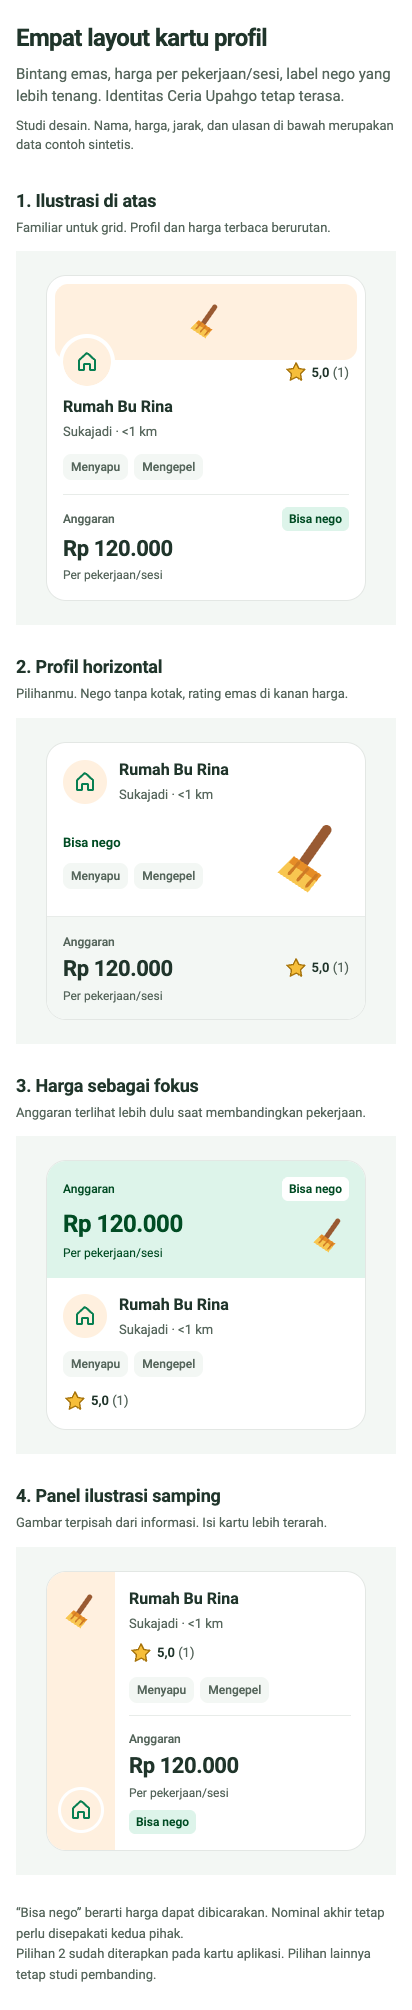 Empat layout kartu profil
Bintang emas, harga per pekerjaan/sesi, label nego yang
lebih tenang. Identitas Ceria Upahgo tetap terasa.
Studi desain. Nama, harga, jarak, dan ulasan di bawah merupakan
data contoh sintetis.
1. Ilustrasi di atas
Familiar untuk grid. Profil dan harga terbaca berurutan.
5,0 (1)
Rumah Bu Rina
Sukajadi · <1 km
Menyapu Mengepel
Anggaran Bisa nego
Rp 120.000
Per pekerjaan/sesi
2. Profil horizontal
Pilihanmu. Nego tanpa kotak, rating emas di kanan harga.
Rumah Bu Rina
Sukajadi · <1 km
Bisa nego
Menyapu Mengepel
Anggaran
Rp 120.000 5,0 (1)
Per pekerjaan/sesi
3. Harga sebagai fokus
Anggaran terlihat lebih dulu saat membandingkan pekerjaan.
Anggaran Bisa nego
Rp 120.000
Per pekerjaan/sesi
Rumah Bu Rina
Sukajadi · <1 km
Menyapu Mengepel
5,0 (1)
4. Panel ilustrasi samping
Gambar terpisah dari informasi. Isi kartu lebih terarah.
Rumah Bu Rina
Sukajadi · <1 km
5,0 (1)
Menyapu Mengepel
Anggaran
Rp 120.000
Per pekerjaan/sesi
Bisa nego
“Bisa nego” berarti harga dapat dibicarakan. Nominal akhir tetap
perlu disepakati kedua pihak.
Pilihan 2 sudah diterapkan pada kartu aplikasi. Pilihan lainnya
tetap studi pembanding.